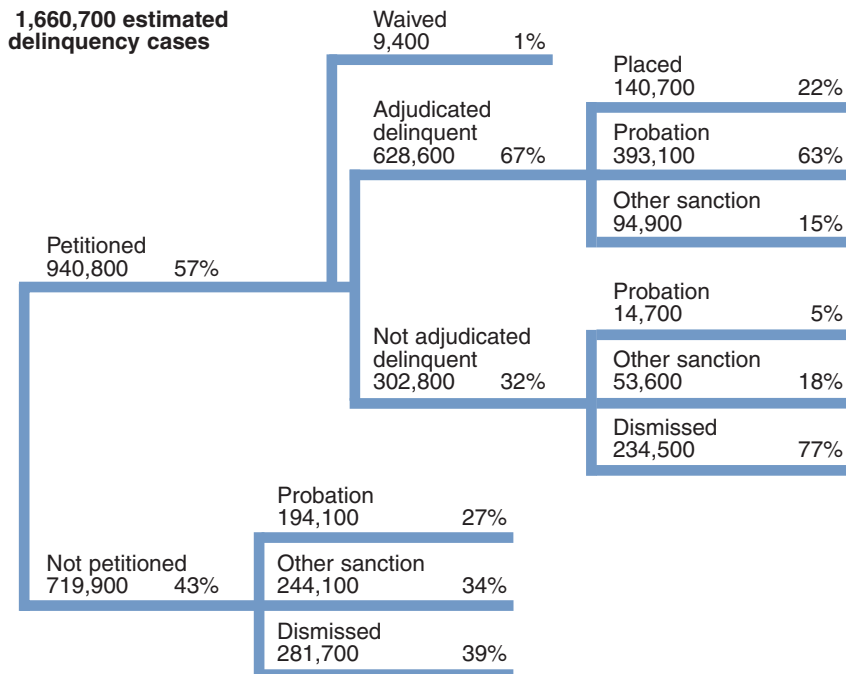 1,660,700 estimated
delinquency cases
Waived
9,400 1%
Adjudicated
delinquent
628,600 67%
Placed
140,700 22%
Probation
393,100 63%
Other sanction
94,900 15%
Petitioned
940,800 57%
Not adjudicated
delinquent
302,800 32%
Probation
14,700 5%
Other sanction
53,600 18%
Dismissed
234,500 77%
Not petitioned
719,900 43%
Probation
194,100 27%
Other sanction
244,100 34%
Dismissed
281,700 39%